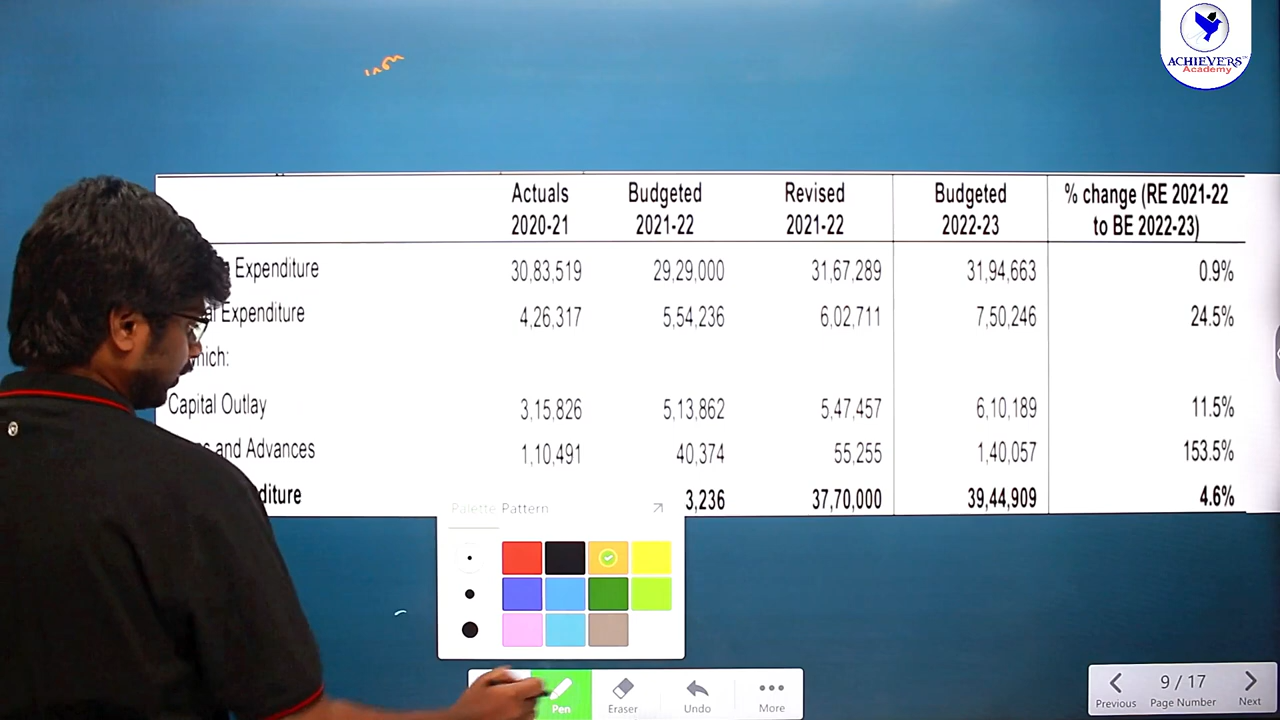 ACHIEVERS
Academy
Actuals 2020-21 Budgeted 2021-22 Revised 2021-22 Budgeted 2022-23 % change (RE 2021-22 to BE 2022-23)
Expenditure 30,83,519 29,29,000 31,67,289 31,94,663 0.9%
Expenditure 4,26,317 5,54,236 6,02,711 7,50,246 24.5%
Capital Outlay 3,15,826 5,13,862 5,47,457 6,10,189 11.5%
and Advances 1,10,491 40,374 55,255 1,40,057 153.5%
3,236 37,70,000 39,44,909 4.6%
Palette Pattern
Pen Eraser Undo More
Previous 9 / 17 Page Number Next